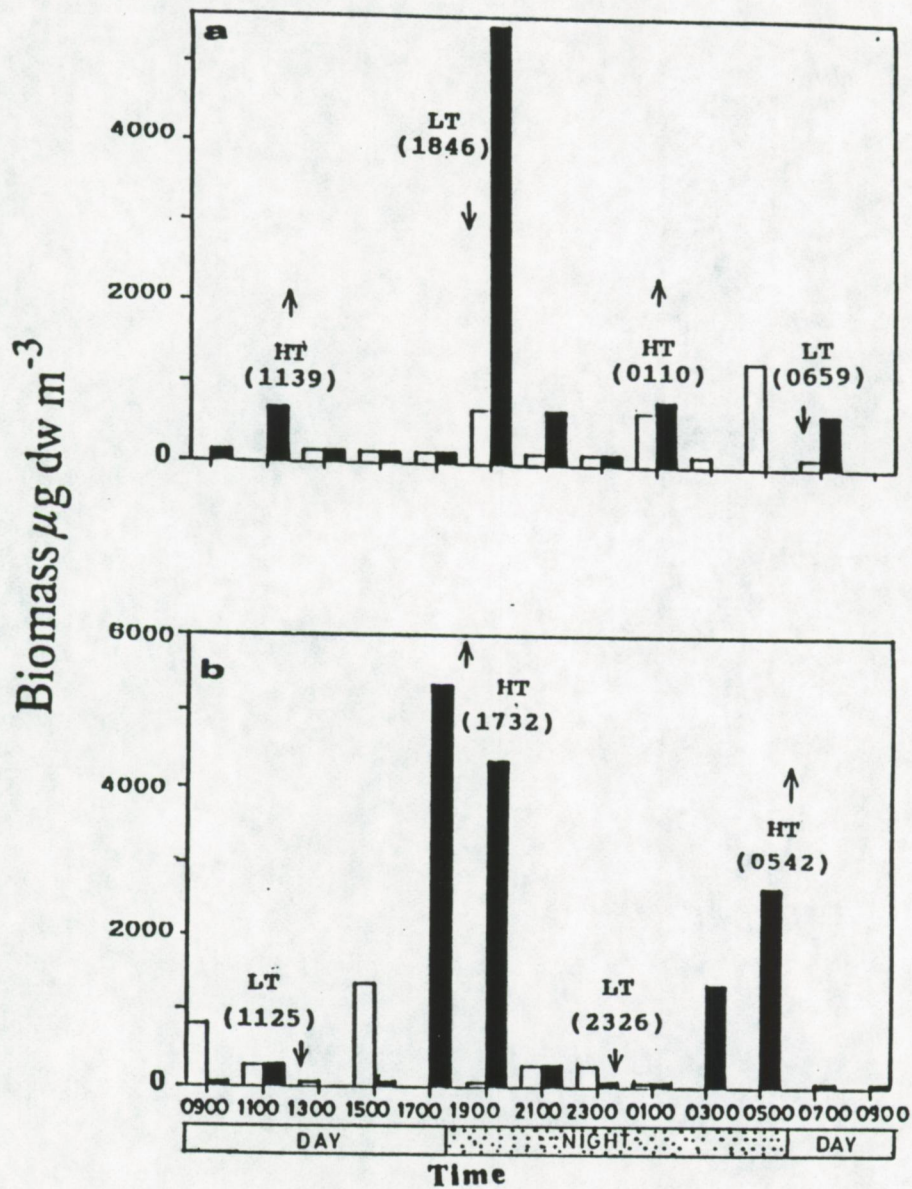 a
4000
LT
(1846)
2000
HT
(1139)
HT
(0110)
LT
(0659)
0
Biomass µg dw m-3
6000
b
HT
(1732)
4000
HT
(0542)
2000
LT
(1125)
LT
(2326)
0
0900 1100 1300 1500 1700 1900 2100 2300 0100 0300 0500 0700 0900
DAY NIGHT DAY
Time